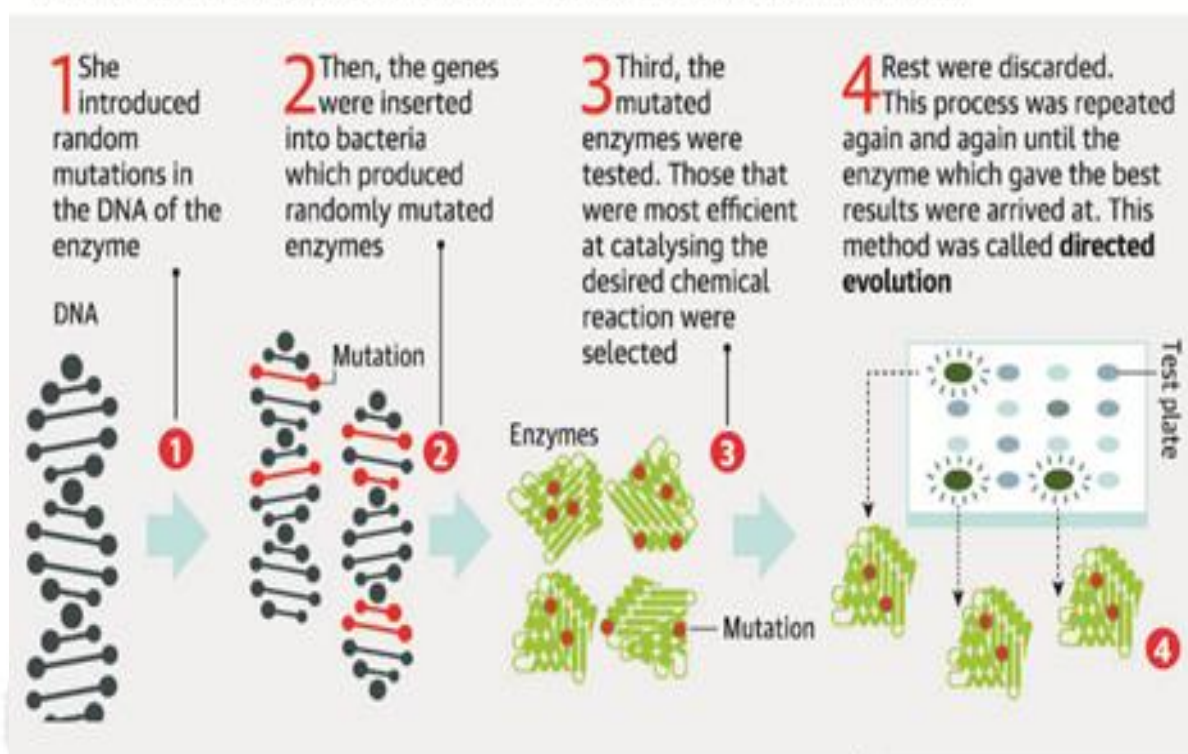 1 She
introduced
random
mutations in
the DNA of the
enzyme
2 Then, the genes
were inserted
into bacteria
which produced
randomly mutated
enzymes
3 Third, the
mutated
enzymes were
tested. Those that
were most efficient
at catalysing the
desired chemical
reaction were
selected
4 Rest were discarded.
This process was repeated
again and again until the
enzyme which gave the best
results were arrived at. This
method was called directed
evolution
DNA
Mutation
1
2
Enzymes
3
Mutation
Test plate
4